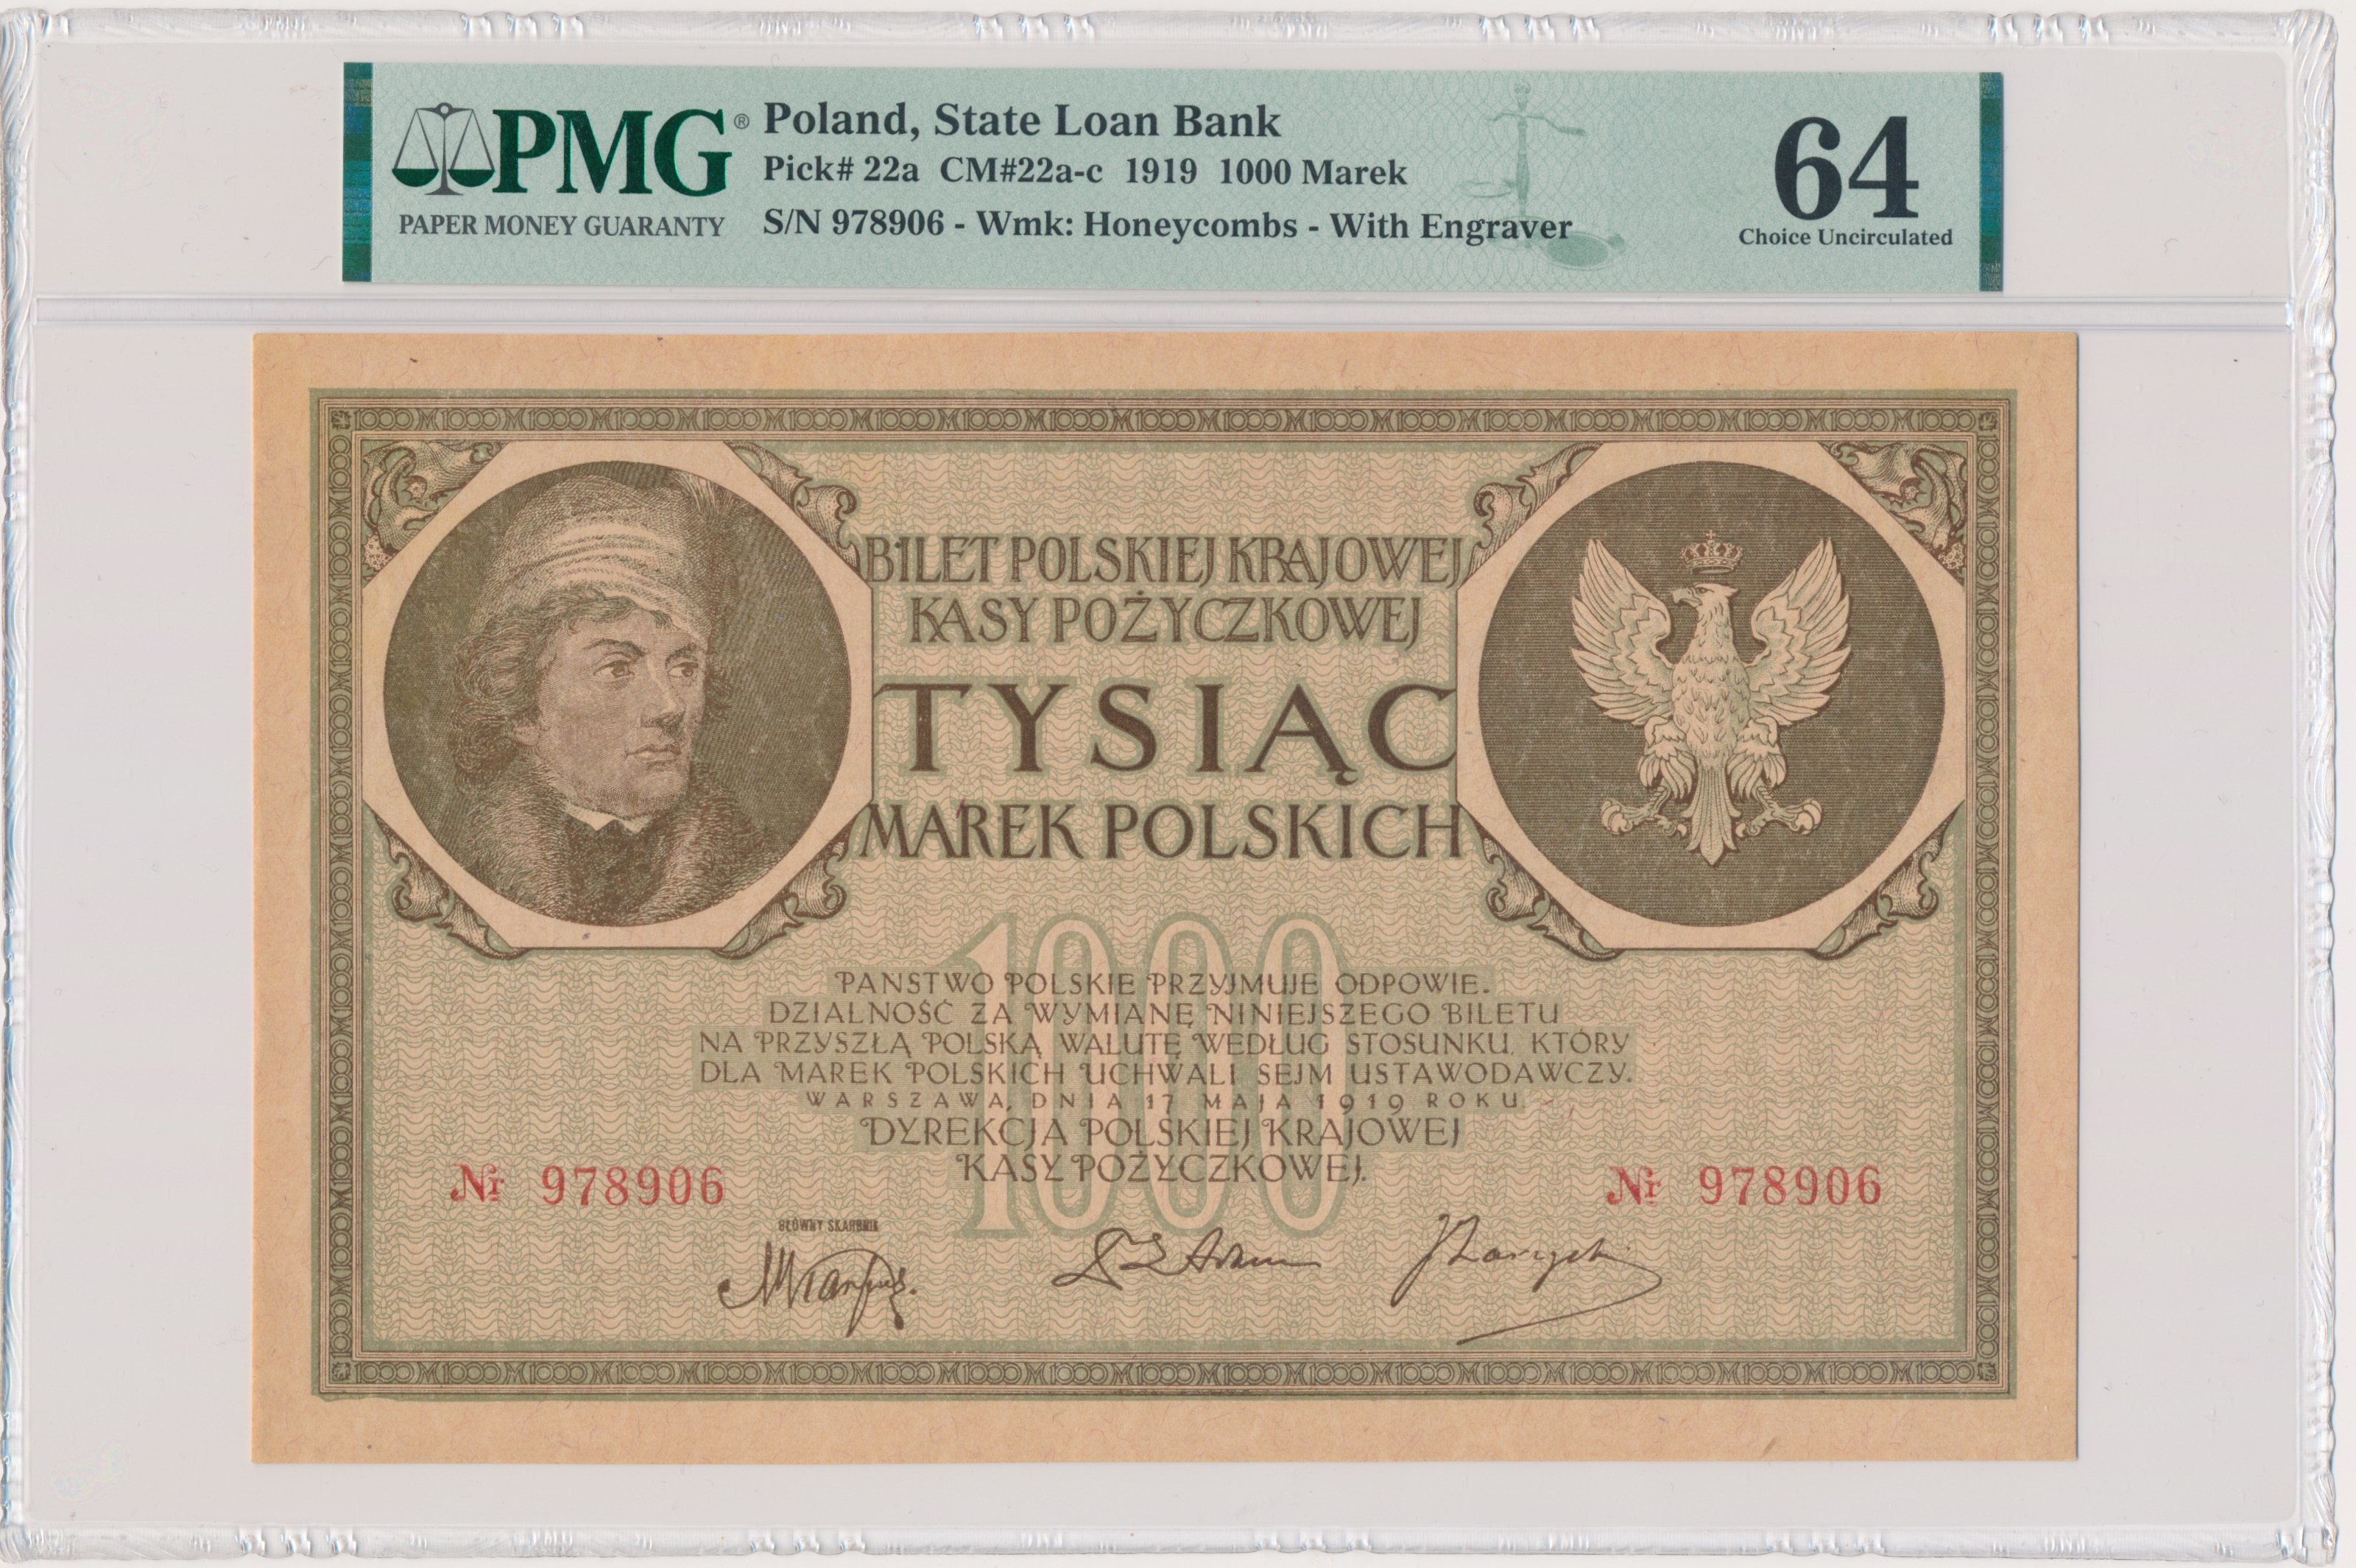 PMG®
PAPER MONEY GUARANTY
Poland, State Loan Bank
Pick# 22a CM#22a-c 1919 1000 Marek
S/N 978906 - Wmk: Honeycombs - With Engraver
64
Choice Uncirculated
BILET POLSKIEJ KRAJOWEJ
KASY POŻYCZKOWEJ
TYSIĄC
MAREK POLSKICH
1000
PANSTWO POLSKIE PRZYJMUJE ODPOWIE.
DZIALNOŚĆ ZA WYMIANĘ NINIEJSZEGO BILETU
NA PRZYSZŁĄ POLSKĄ WALUTĘ WEDŁUG STOSUNKU, KTÓRY
DLA MAREK POLSKICH UCHWALI SEJM USTAWODAWCZY.
WARSZAWA, DNIA 17 MAJA 1919 ROKU.
DYREKCJA POLSKIEJ KRAJOWEJ
KASY POŻYCZKOWEJ.
Nr 978906
Nr 978906
GŁÓWNY SKARBNIK